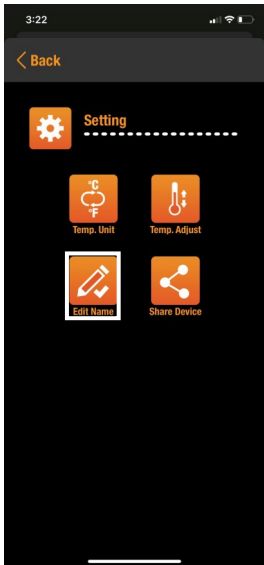 3:22
Back
Setting
°C
°F
Temp. Unit
Temp. Adjust
Edit Name
Share Device